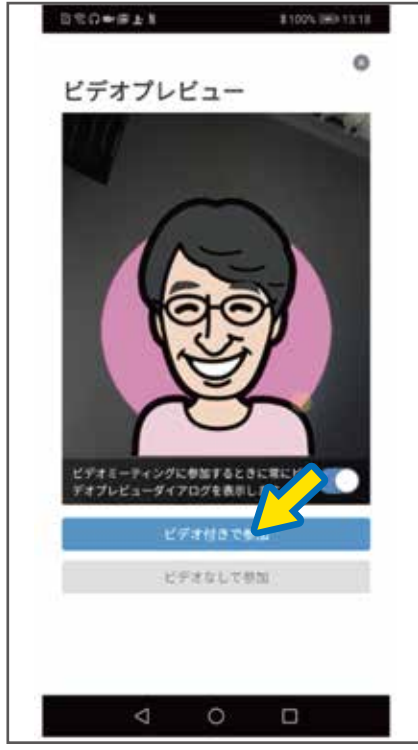 100% 13:18
ビデオプレビュー
ビデオミーティングに参加するときに常にビ
デオプレビューダイアログを表示し
ビデオ付きで参加
ビデオなしで参加